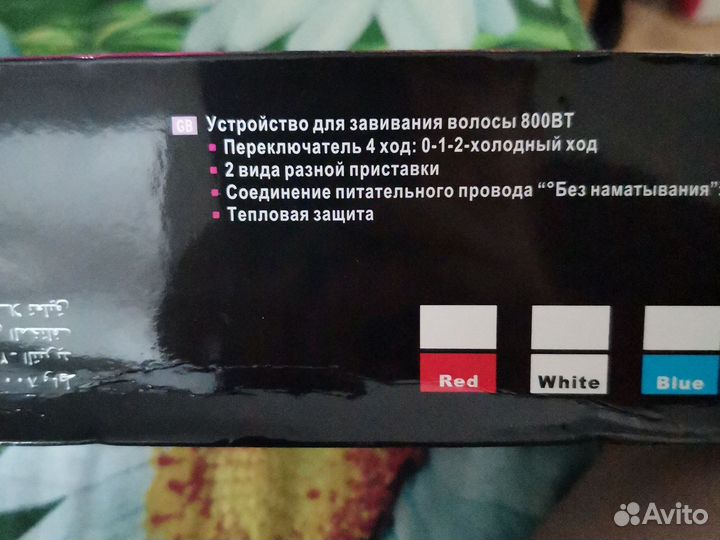 GB Устройство для завивания волосы 800ВТ
Переключатель 4 ход: 0-1-2-холодный ход
2 вида разной приставки
Соединение питательного провода “°Без наматывания”
Тепловая защита
Red White Blue
Avito